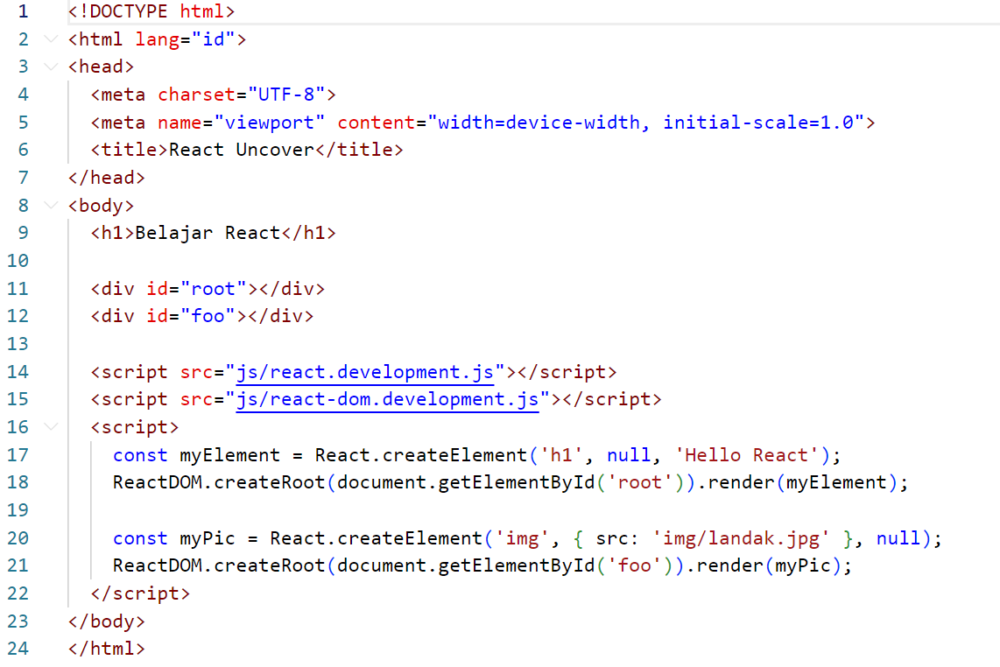 1 <!DOCTYPE html>
2 <html lang="id">
3 <head>
4   <meta charset="UTF-8">
5   <meta name="viewport" content="width=device-width, initial-scale=1.0">
6   <title>React Uncover</title>
7 </head>
8 <body>
9   <h1>Belajar React</h1>
10
11   <div id="root"></div>
12   <div id="foo"></div>
13
14   <script src="js/react.development.js"></script>
15   <script src="js/react-dom.development.js"></script>
16   <script>
17     const myElement = React.createElement('h1', null, 'Hello React');
18     ReactDOM.createRoot(document.getElementById('root')).render(myElement);
19
20     const myPic = React.createElement('img', { src: 'img/landak.jpg' }, null);
21     ReactDOM.createRoot(document.getElementById('foo')).render(myPic);
22   </script>
23 </body>
24 </html>